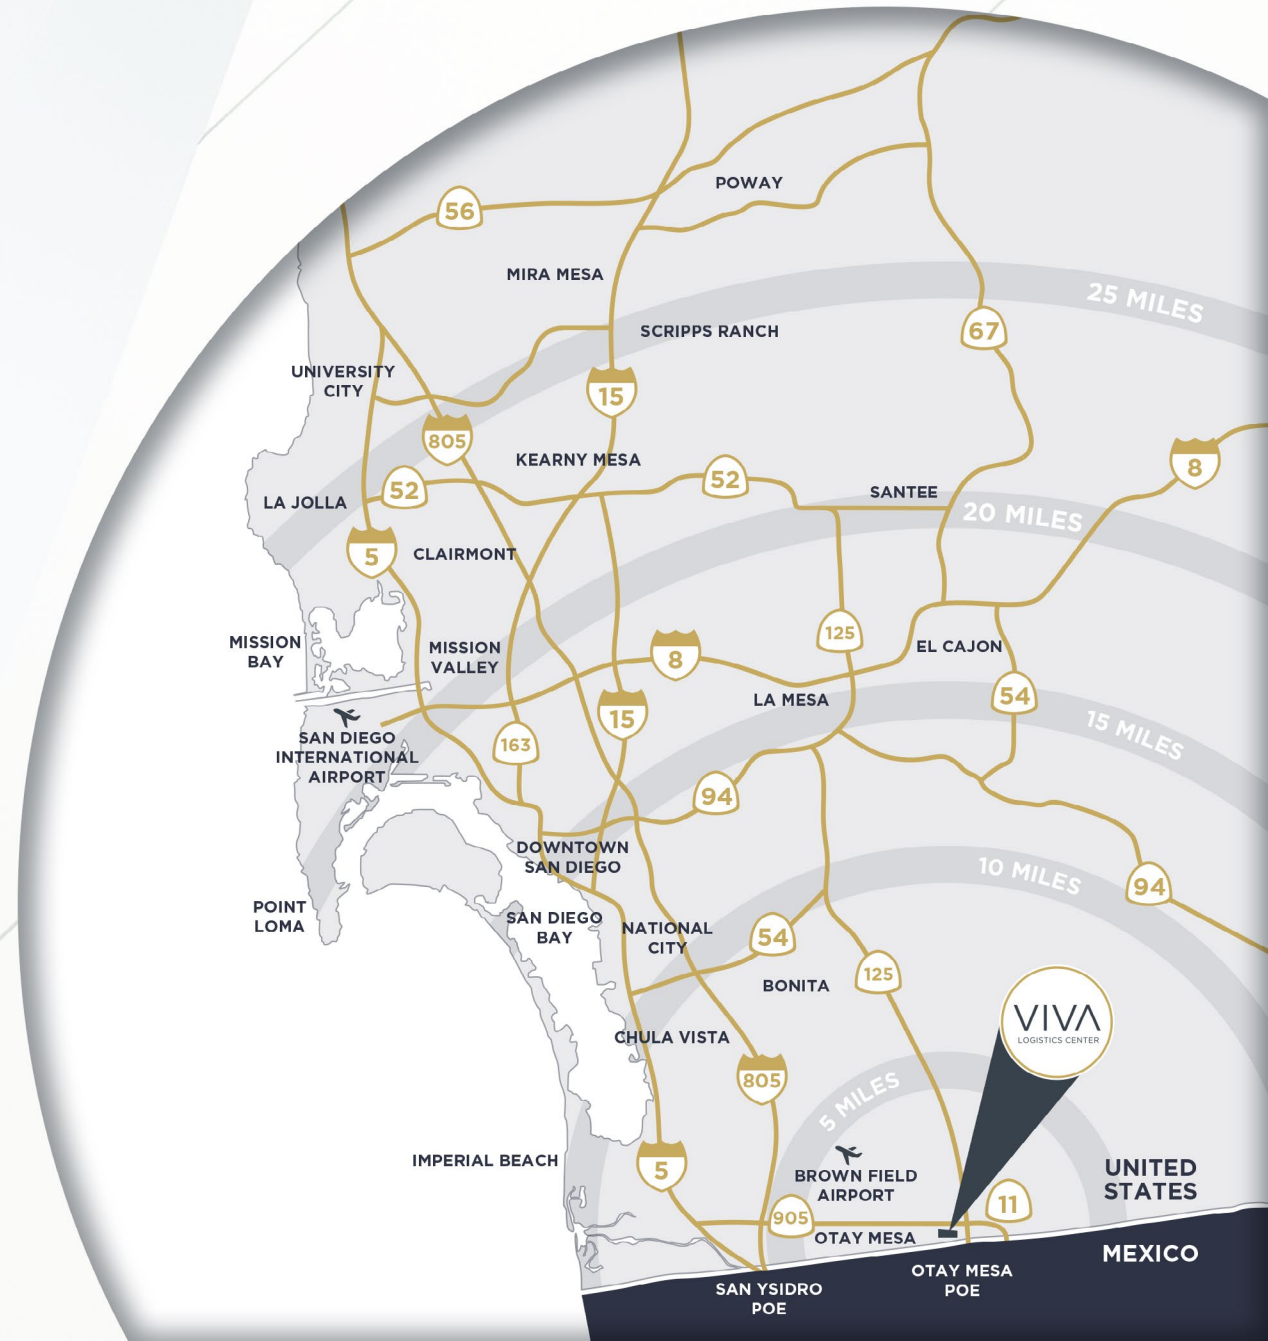 POWAY
56
MIRA MESA
25 MILES
SCRIPPS RANCH
67
UNIVERSITY
CITY
15
805
8
KEARNY MESA
52
52
SANTEE
LA JOLLA
20 MILES
5
CLAIRMONT
125
MISSION
BAY
MISSION
VALLEY
8
EL CAJON
LA MESA
54
15
15 MILES
SAN DIEGO
INTERNATIONAL
AIRPORT
163
94
DOWNTOWN
SAN DIEGO
10 MILES
94
POINT
LOMA
SAN DIEGO
BAY
NATIONAL
CITY
54
BONITA
125
VIVA
LOGISTICS CENTER
CHULA VISTA
805
5 MILES
IMPERIAL BEACH
5
BROWN FIELD
AIRPORT
UNITED
STATES
11
905
OTAY MESA
MEXICO
OTAY MESA
POE
SAN YSIDRO
POE